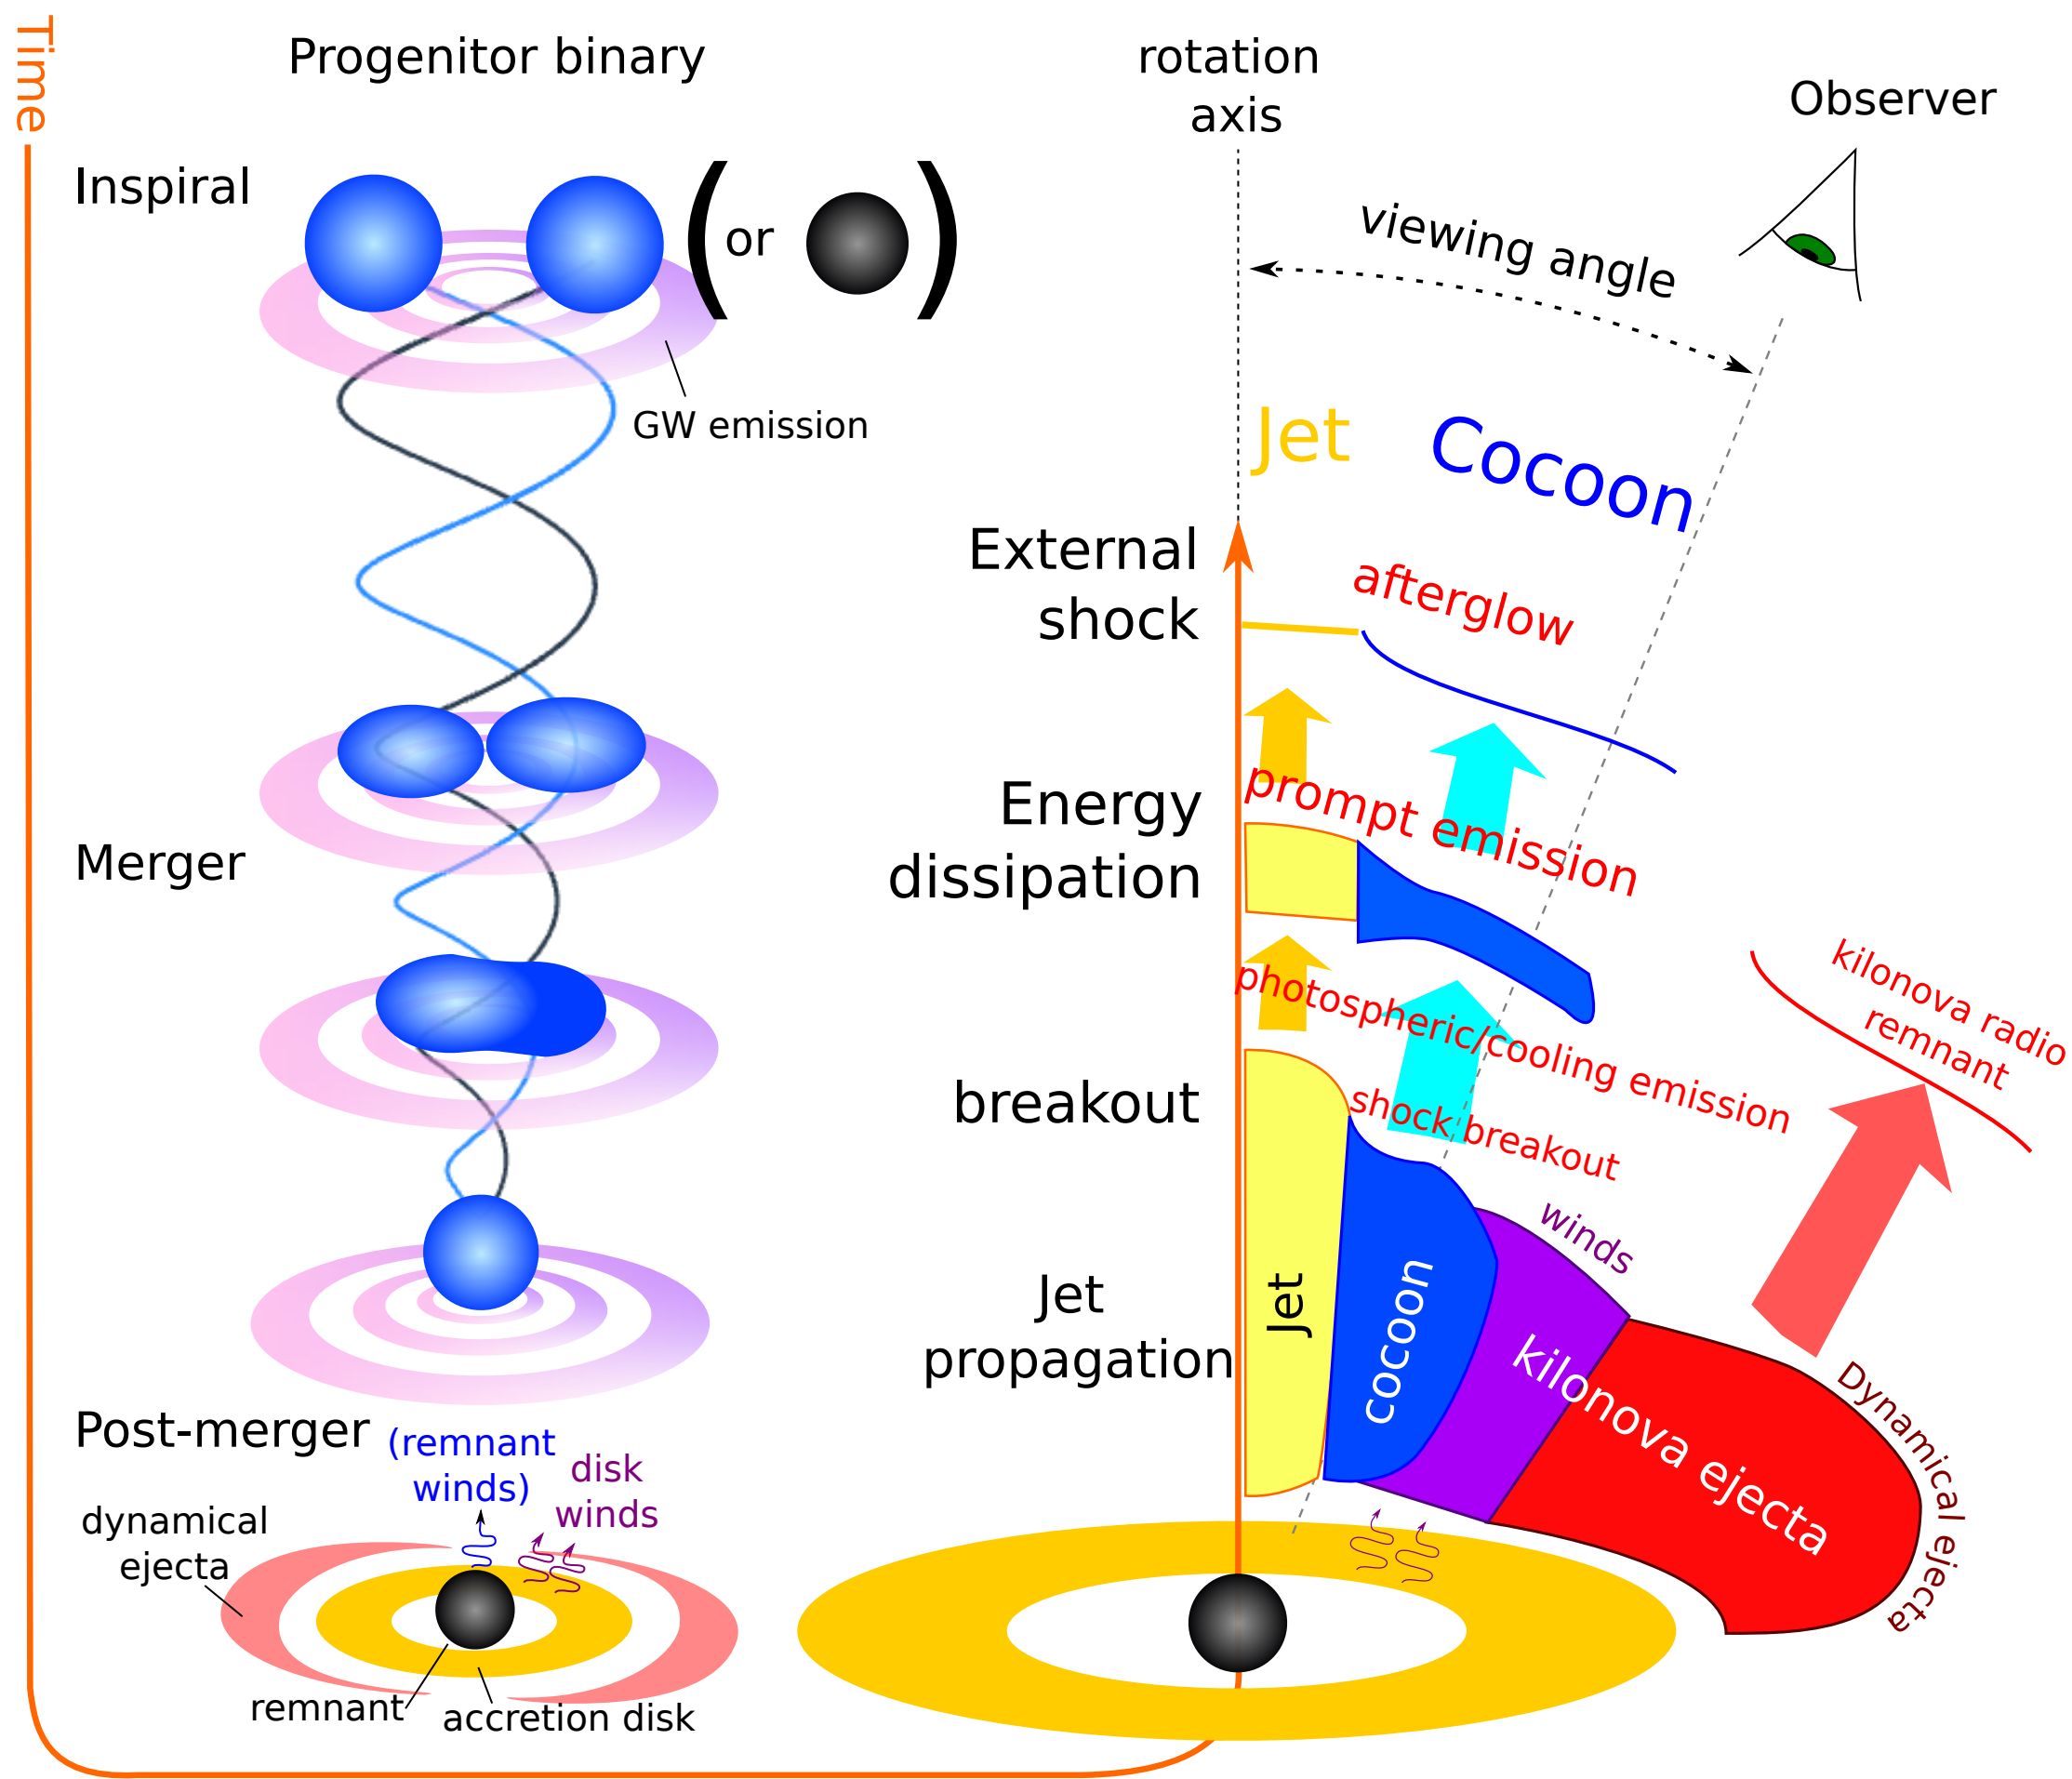 Time
Progenitor binary
Inspiral
(or )
GW emission
Merger
Post-merger
(remnant
winds)
disk
winds
dynamical
ejecta
remnant
accretion disk
rotation
axis
Observer
viewing angle
Jet
Cocoon
External
shock
afterglow
Energy
dissipation
prompt emission
photospheric/cooling emission
breakout
shock breakout
kilonova radio
remnant
winds
Jet
propagation
Jet
cocoon
kilonova ejecta
Dynamical ejecta